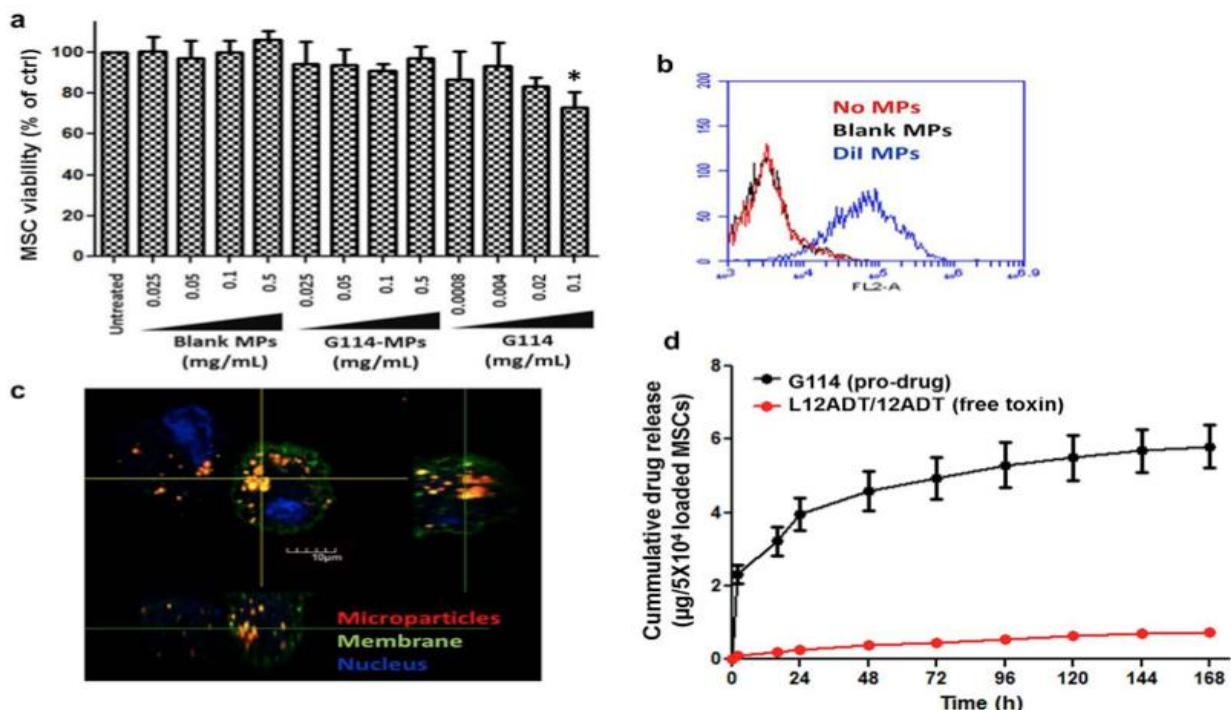 a
MSC viability (% of ctrl)
100
80
60
40
20
0
*
Untreated
0.025
0.05
0.1
0.5
0.025
0.05
0.1
0.5
0.0008
0.004
0.02
0.1
Blank MPs
(mg/mL)
G114-MPs
(mg/mL)
G114
(mg/mL)
b
200
150
100
50
0
No MPs
Blank MPs
DiI MPs
FL2-A
c
10µm
Microparticles
Membrane
Nucleus
d
Cummulative drug release
(µg/5X10⁴ loaded MSCs)
8
6
4
2
0
G114 (pro-drug)
L12ADT/12ADT (free toxin)
0 24 48 72 96 120 144 168
Time (h)